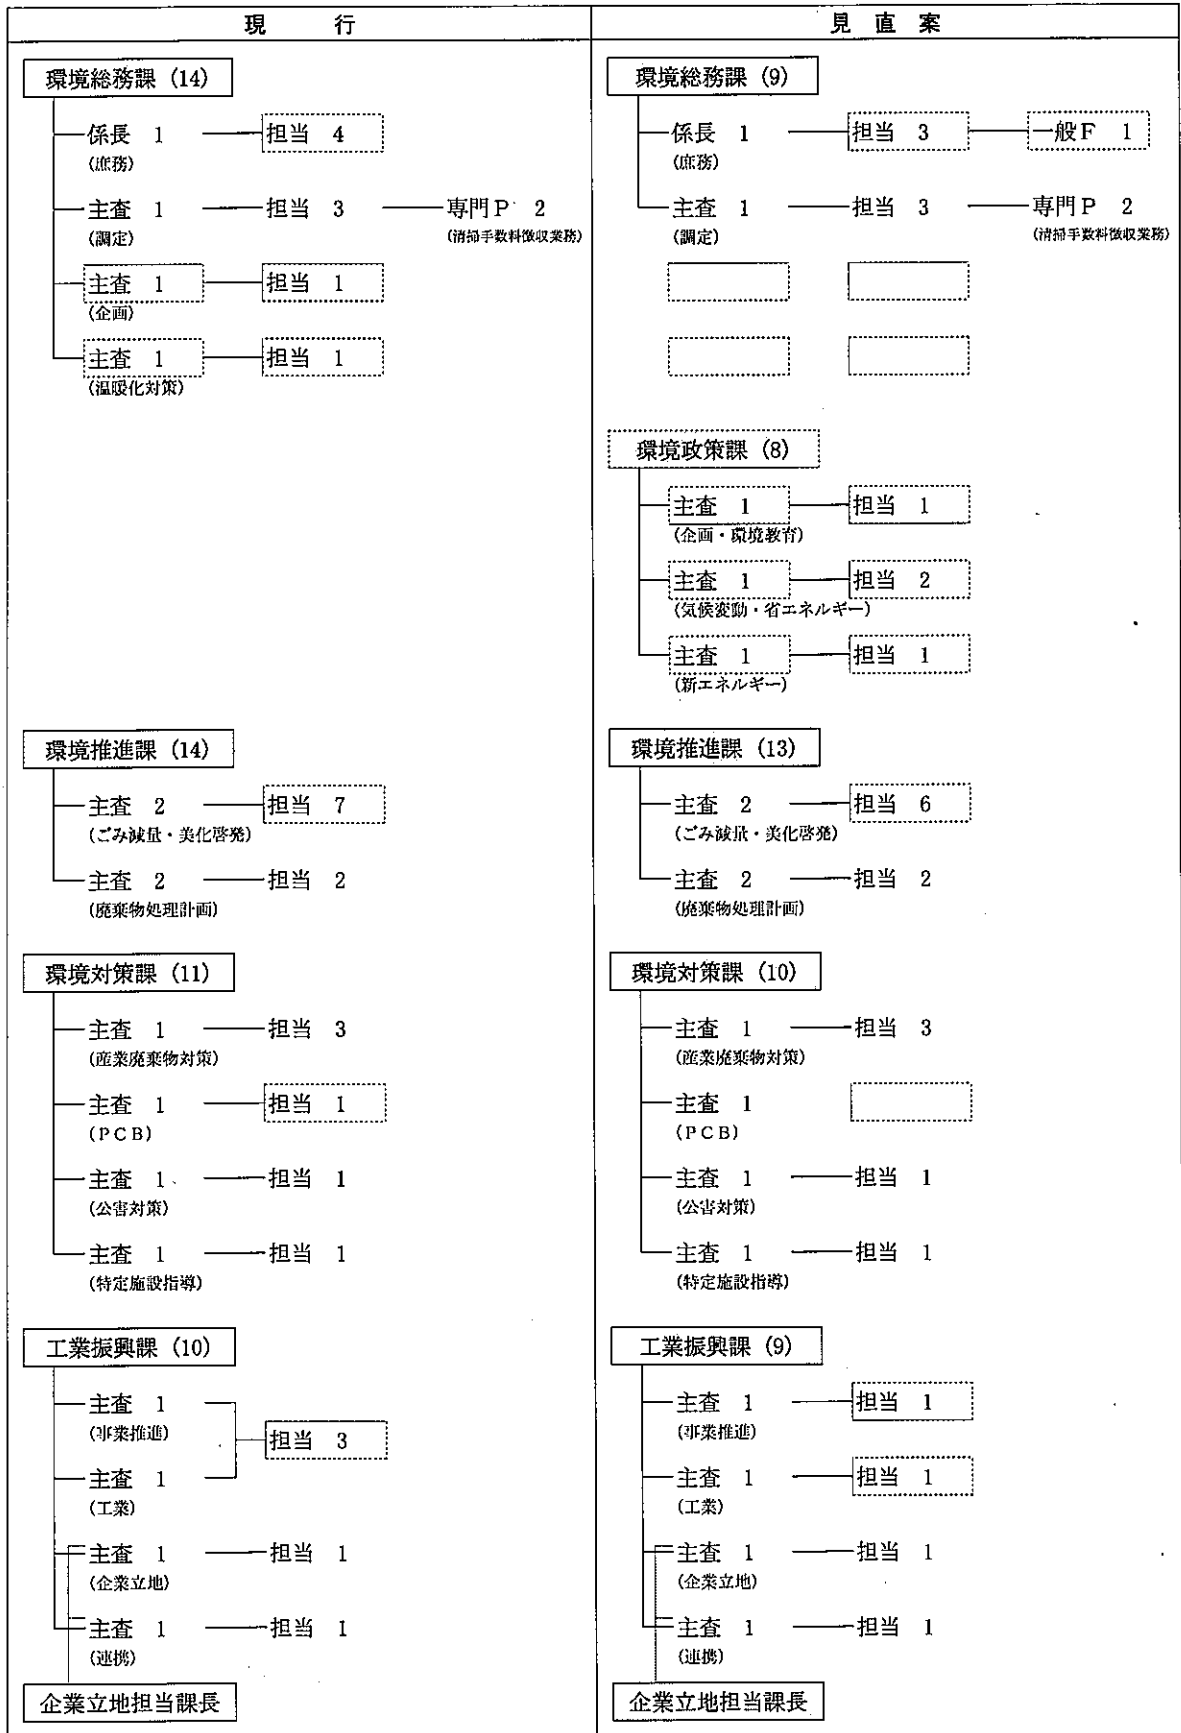 現行
環境総務課 (14)
係長 1 担当 4
(庶務)
主査 1 担当 3 専門P 2
(調定) (清掃手数料徴収業務)
主査 1 担当 1
(企画)
主査 1 担当 1
(温暖化対策)
環境推進課 (14)
主査 2 担当 7
(ごみ減量・美化啓発)
主査 2 担当 2
(廃棄物処理計画)
環境対策課 (11)
主査 1 担当 3
(産業廃棄物対策)
主査 1 担当 1
(PCB)
主査 1 担当 1
(公害対策)
主査 1 担当 1
(特定施設指導)
工業振興課 (10)
主査 1
(事業推進)
担当 3
主査 1
(工業)
主査 1 担当 1
(企業立地)
主査 1 担当 1
(連携)
企業立地担当課長
見直案
環境総務課 (9)
係長 1 担当 3 一般F 1
(庶務)
主査 1 担当 3 専門P 2
(調定) (清掃手数料徴収業務)
環境政策課 (8)
主査 1 担当 1
(企画・環境教育)
主査 1 担当 2
(気候変動・省エネルギー)
主査 1 担当 1
(新エネルギー)
環境推進課 (13)
主査 2 担当 6
(ごみ減量・美化啓発)
主査 2 担当 2
(廃棄物処理計画)
環境対策課 (10)
主査 1 担当 3
(産業廃棄物対策)
主査 1
(PCB)
主査 1 担当 1
(公害対策)
主査 1 担当 1
(特定施設指導)
工業振興課 (9)
主査 1 担当 1
(事業推進)
主査 1 担当 1
(工業)
主査 1 担当 1
(企業立地)
主査 1 担当 1
(連携)
企業立地担当課長